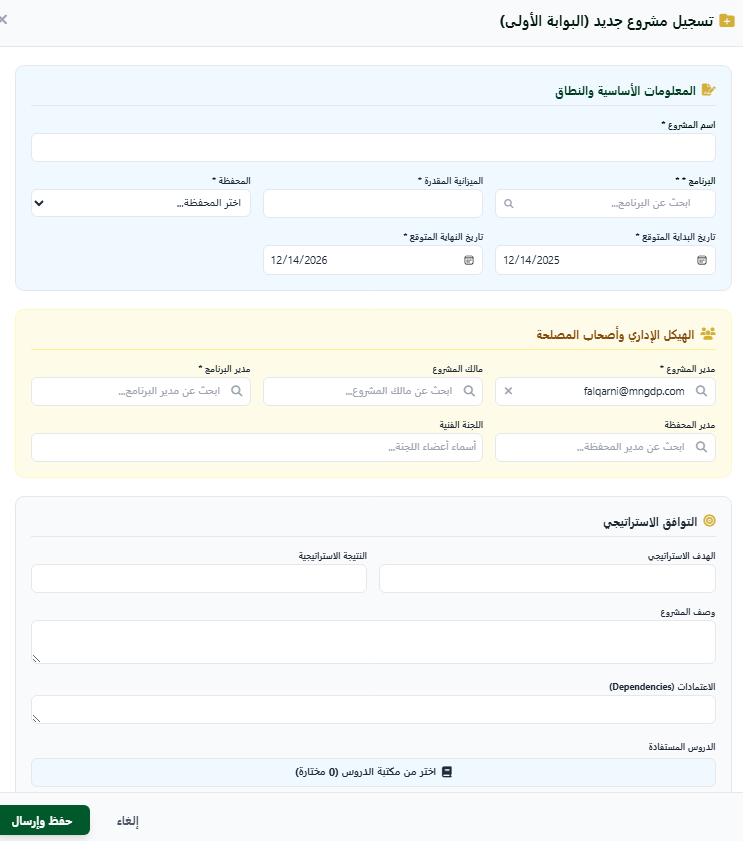 تسجيل مشروع جديد (البوابة الأولى)
المعلومات الأساسية والنطاق
اسم المشروع *
البرنامج * *
الميزانية المقدرة *
المحفظة *
ابحث عن البرنامج...
اختر المحفظة...
تاريخ البداية المتوقع *
تاريخ النهاية المتوقع *
12/14/2025
12/14/2026
الهيكل الإداري وأصحاب المصلحة
مدير المشروع *
مالك المشروع
مدير البرنامج *
falqarni@mngdp.com
ابحث عن مالك المشروع...
ابحث عن مدير البرنامج...
مدير المحفظة
اللجنة الفنية
ابحث عن مدير المحفظة...
أسماء أعضاء اللجنة...
التوافق الاستراتيجي
الهدف الاستراتيجي
النتيجة الاستراتيجية
وصف المشروع
الاعتمادات (Dependencies)
الدروس المستفادة
اختر من مكتبة الدروس (0 مختارة)
إلغاء
حفظ وإرسال